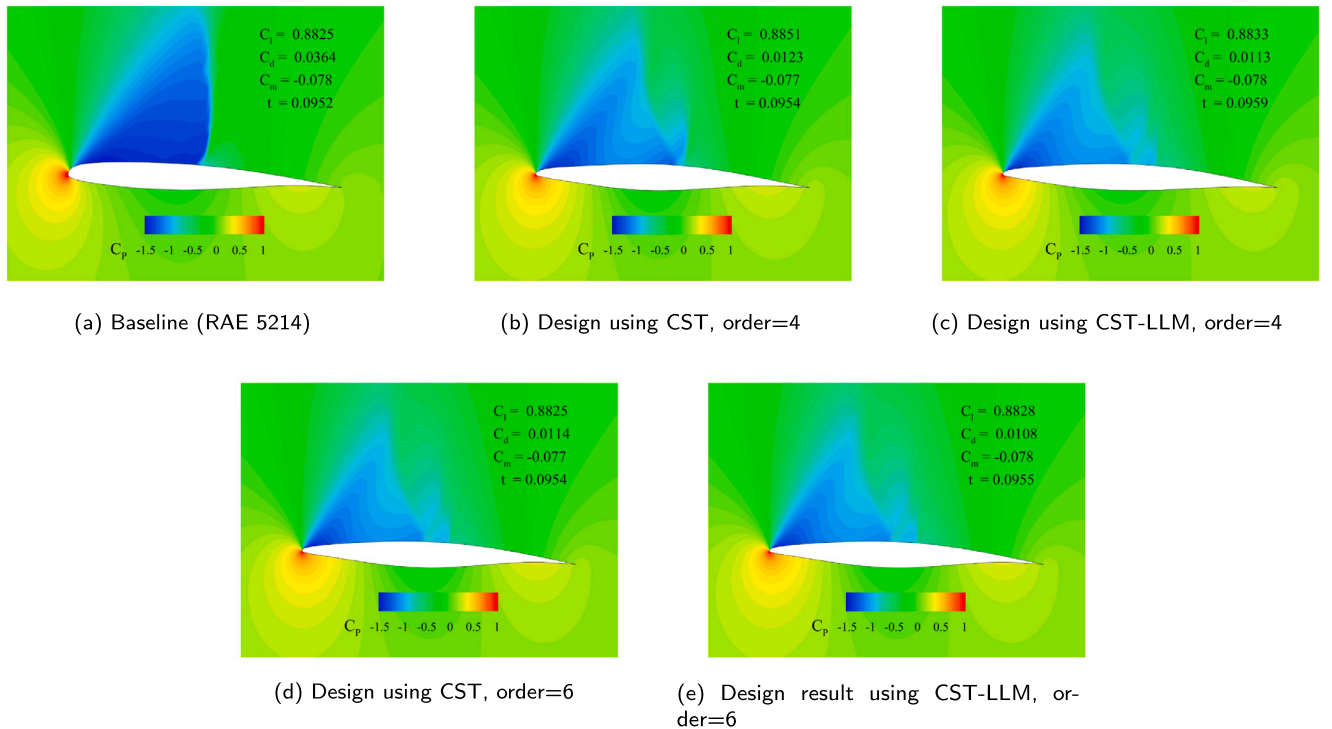 C_l = 0.8825
C_d = 0.0364
C_m = -0.078
t = 0.0952
C_P -1.5 -1 -0.5 0 0.5 1
(a) Baseline (RAE 5214)
C_l = 0.8851
C_d = 0.0123
C_m = -0.077
t = 0.0954
C_P -1.5 -1 -0.5 0 0.5 1
(b) Design using CST, order=4
C_l = 0.8833
C_d = 0.0113
C_m = -0.078
t = 0.0959
C_P -1.5 -1 -0.5 0 0.5 1
(c) Design using CST-LLM, order=4
C_l = 0.8825
C_d = 0.0114
C_m = -0.077
t = 0.0954
C_P -1.5 -1 -0.5 0 0.5 1
(d) Design using CST, order=6
C_l = 0.8828
C_d = 0.0108
C_m = -0.078
t = 0.0955
C_P -1.5 -1 -0.5 0 0.5 1
(e) Design result using CST-LLM, or-
der=6